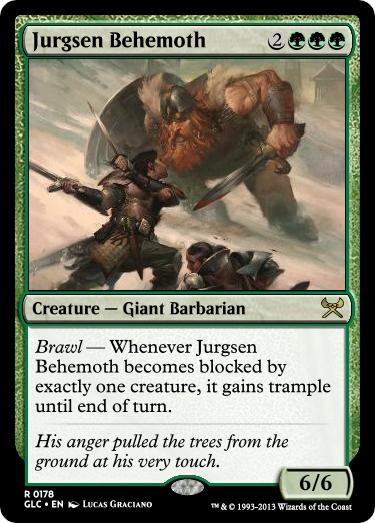 Jurgsen Behemoth 2
Creature — Giant Barbarian
Brawl — Whenever Jurgsen
Behemoth becomes blocked by
exactly one creature, it gains trample
until end of turn.
His anger pulled the trees from the
ground at his very touch.
6/6
R 0178
GLC • EN LUCAS GRACIANO
™ & © 1993-2013 Wizards of the Coast